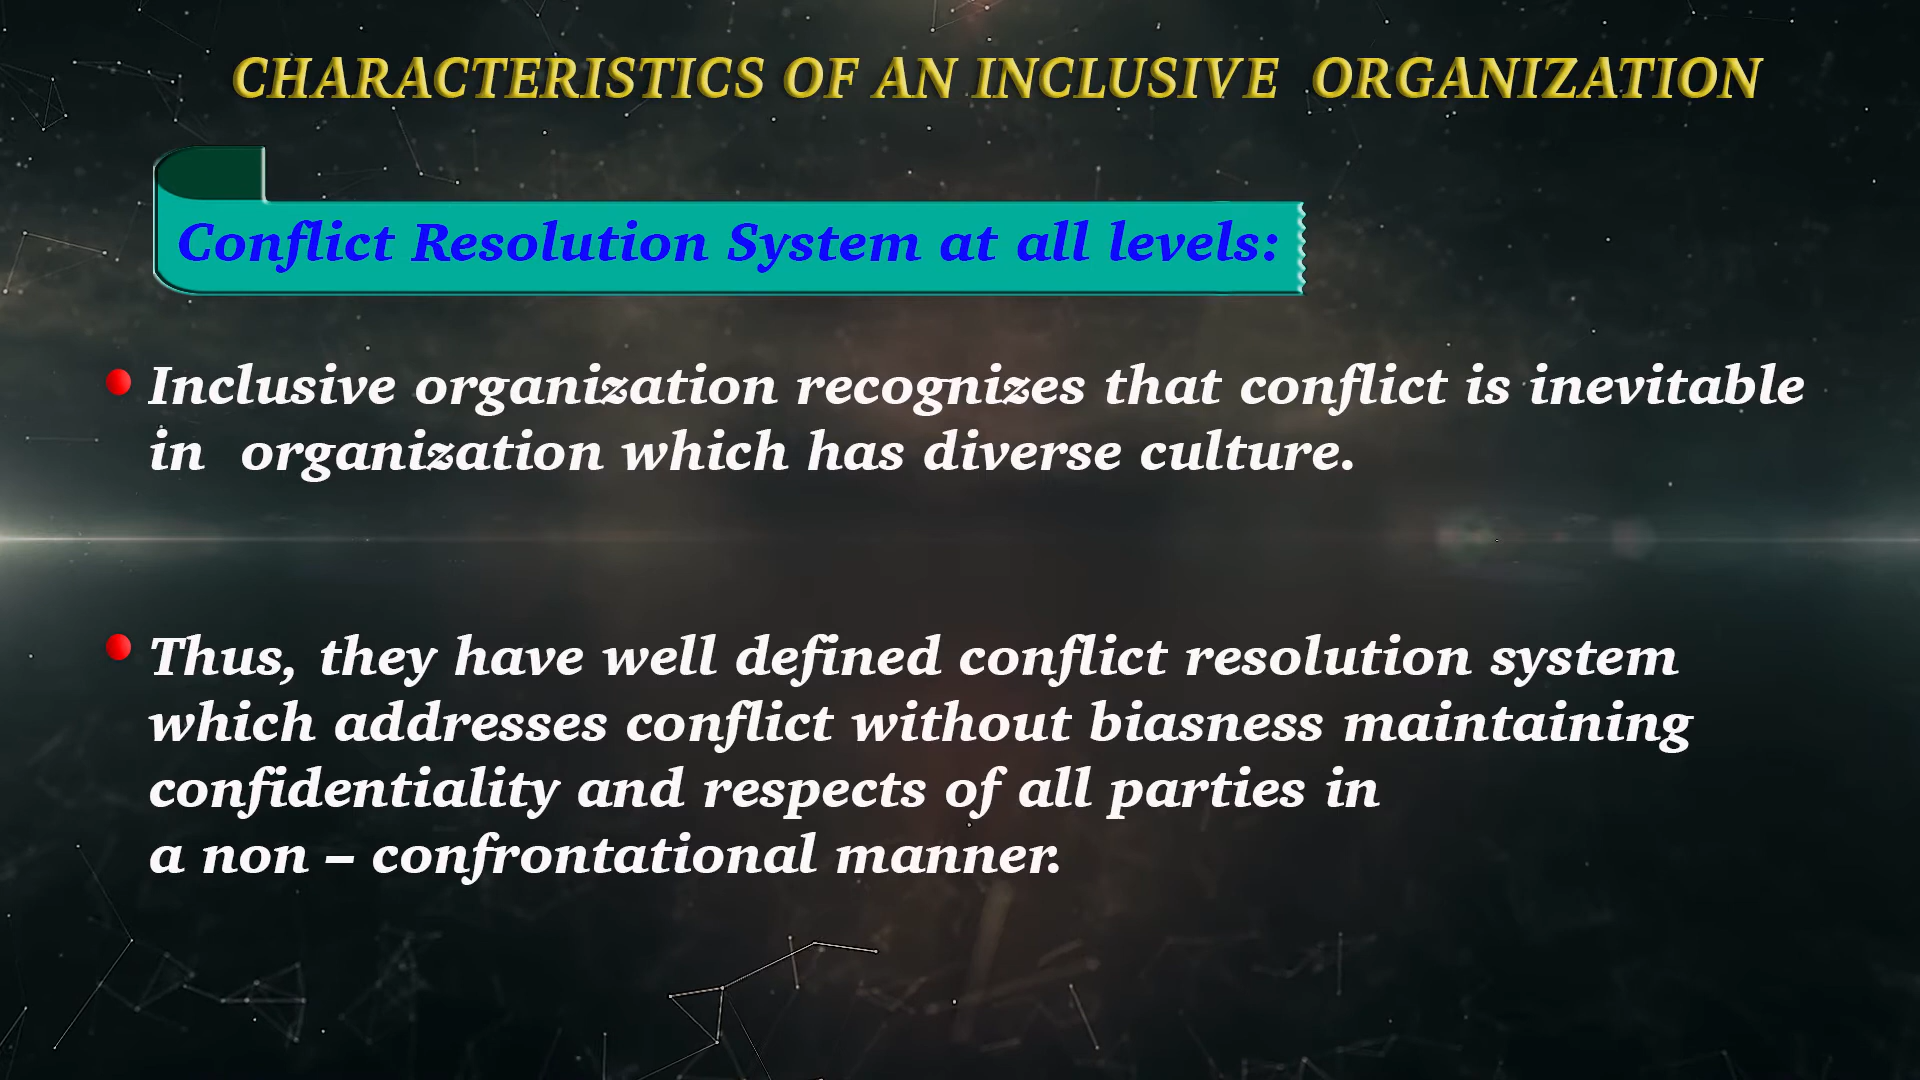 CHARACTERISTICS OF AN INCLUSIVE ORGANIZATION
Conflict Resolution System at all levels:
Inclusive organization recognizes that conflict is inevitable
in organization which has diverse culture.
Thus, they have well defined conflict resolution system
which addresses conflict without biasness maintaining
confidentiality and respects of all parties in
a non – confrontational manner.